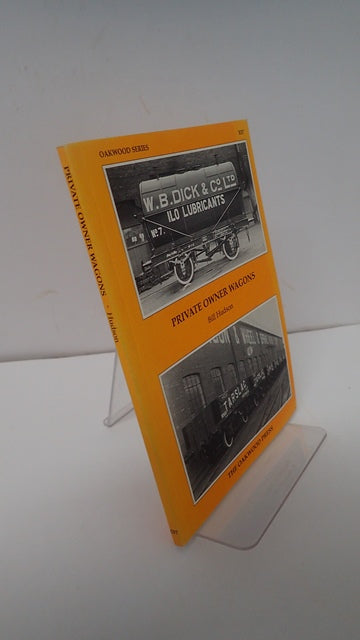 OAKWOOD SERIES
W.B.DICK & CO LTD
ILO LUBRICANTS
No 7.
PRIVATE OWNER WAGONS
Bill Hudson
TARSLAG
THE OAKWOOD PRESS
PRIVATE OWNER WAGONS · Hudson